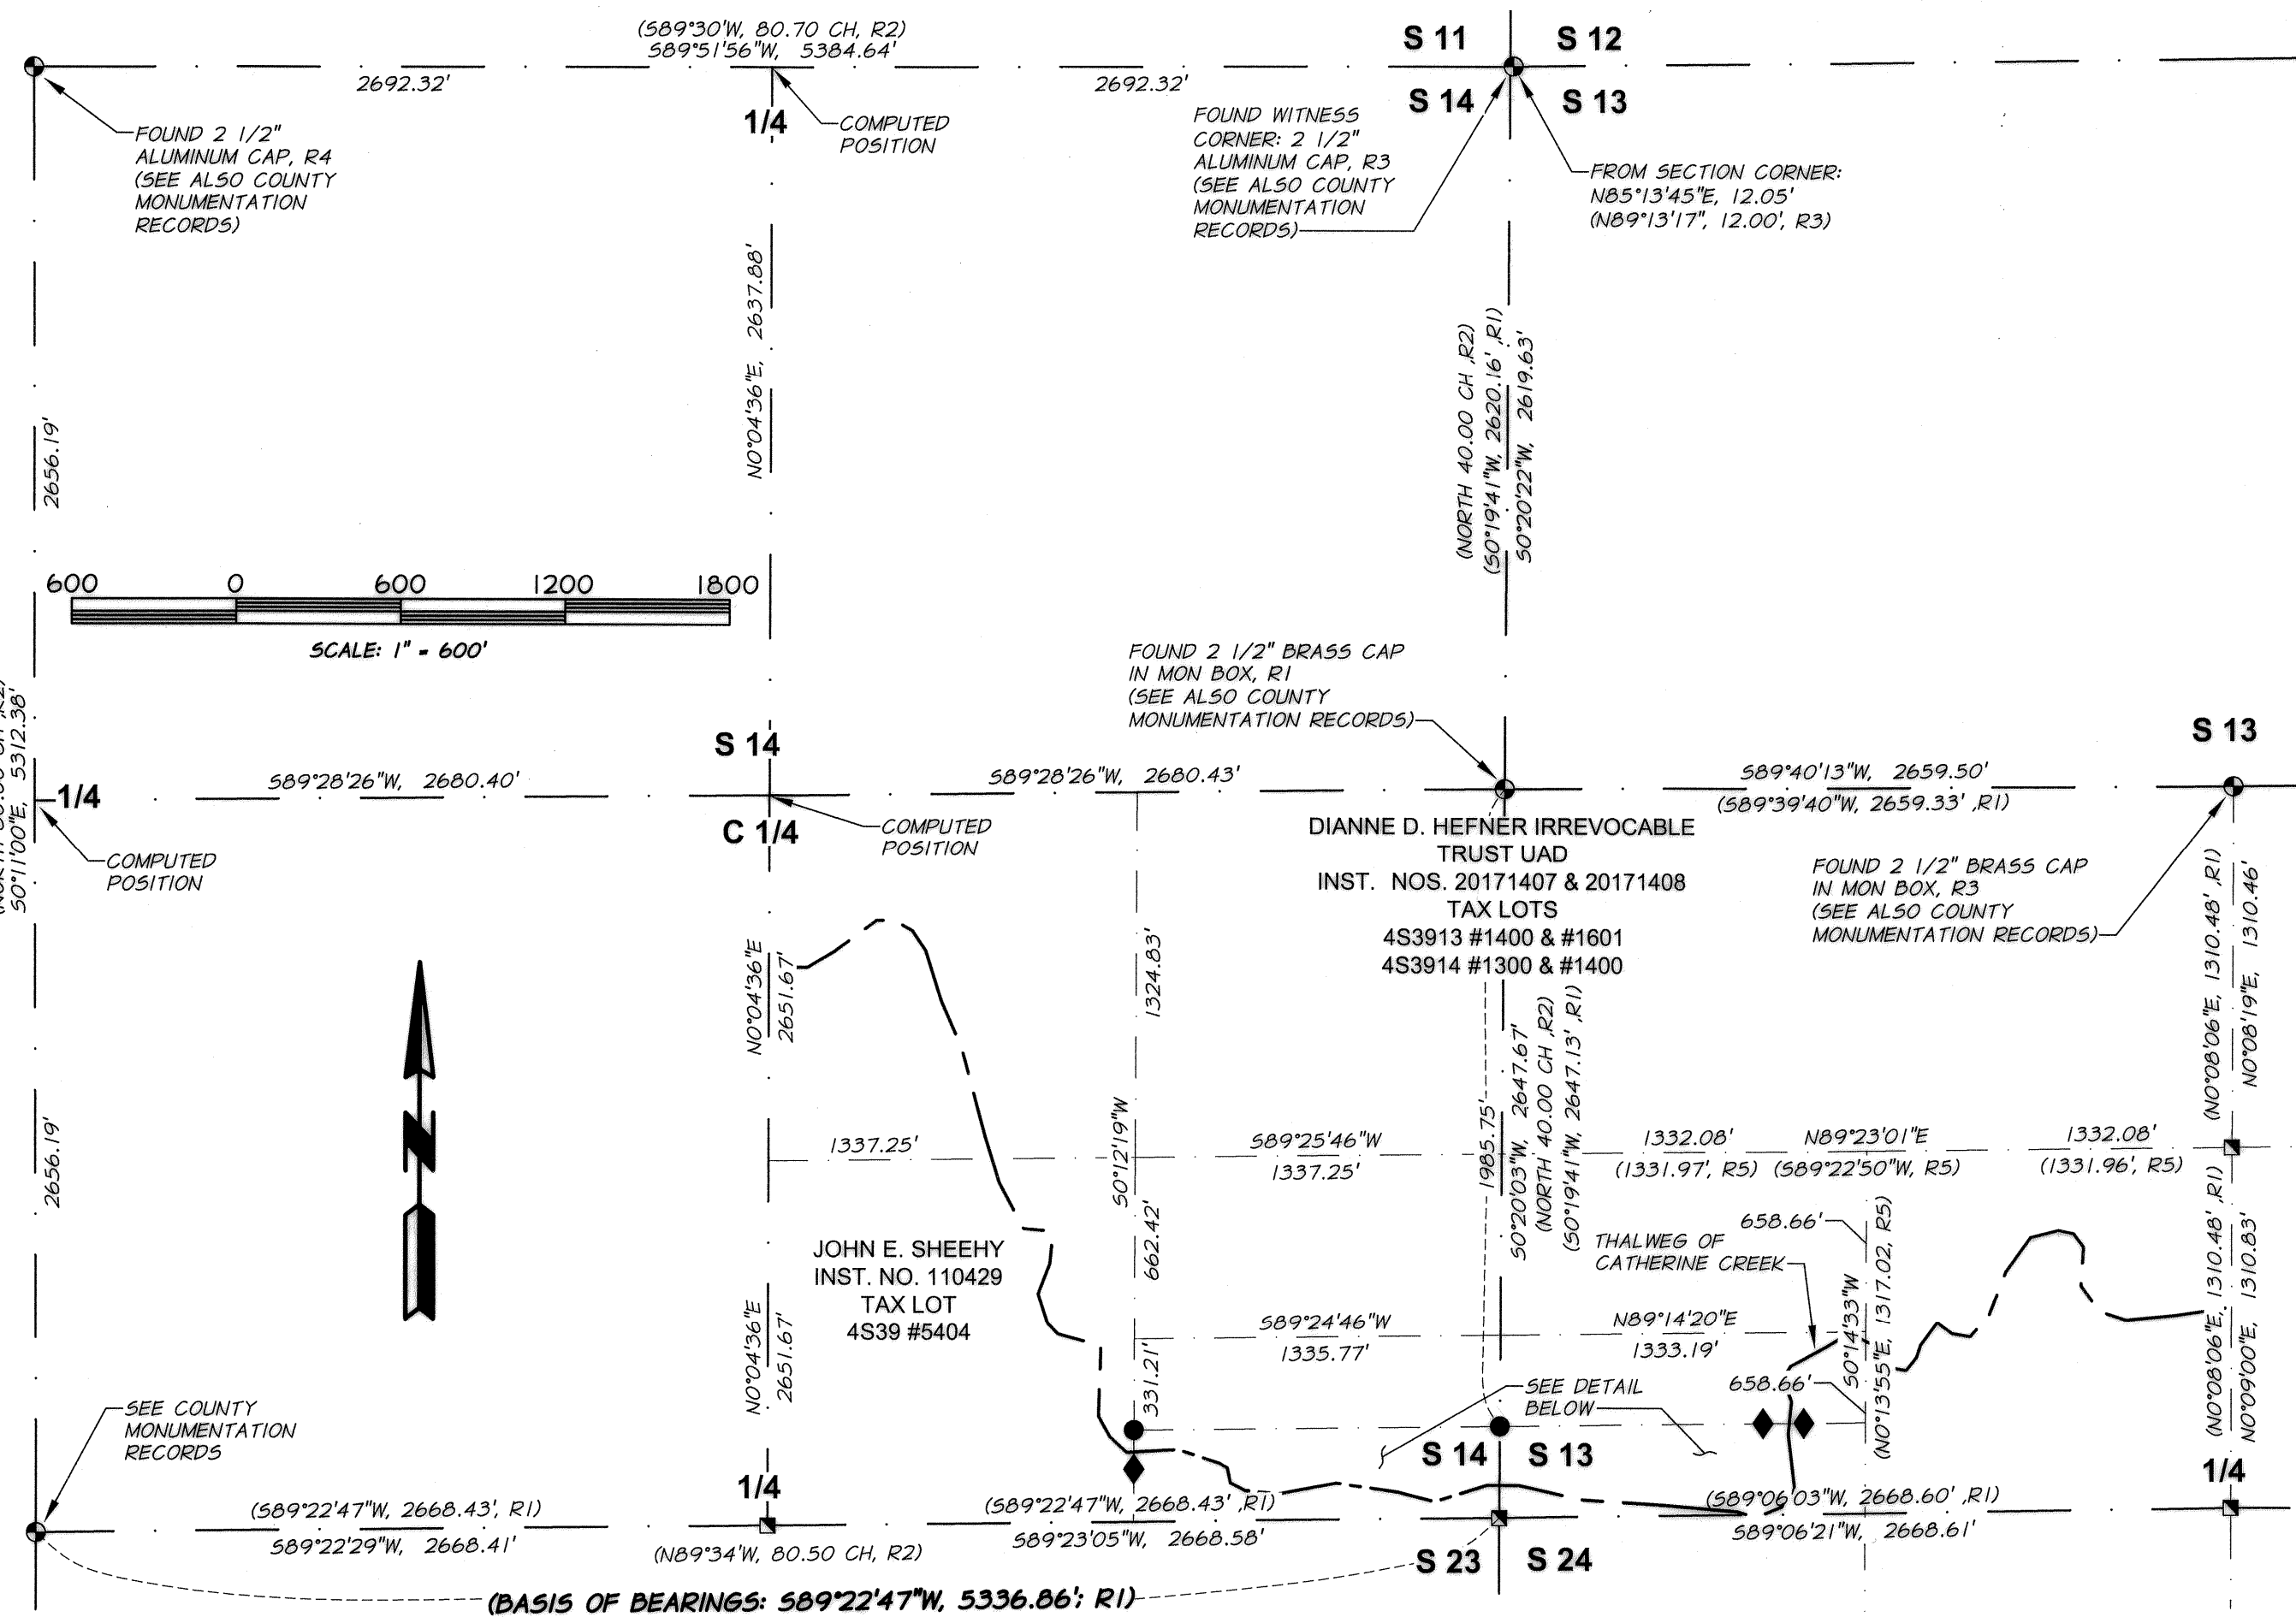 (S89°30'W, 80.70 CH, R2)
S89°51'56"W, 5384.64'
2692.32'
2692.32'
S 11
S 12
S 14
S 13
1/4
COMPUTED
POSITION
FOUND 2 1/2"
ALUMINUM CAP, R4
(SEE ALSO COUNTY
MONUMENTATION
RECORDS)
FOUND WITNESS
CORNER: 2 1/2"
ALUMINUM CAP, R3
(SEE ALSO COUNTY
MONUMENTATION
RECORDS)
FROM SECTION CORNER:
N85°13'45"E, 12.05'
(N89°13'17", 12.00', R3)
2656.19'
N0°04'36"E, 2637.88'
(NORTH 40.00 CH ,R2)
(S0°19'41"W, 2620.16' ,R1)
S0°20'22"W, 2619.63'
600 0 600 1200 1800
SCALE: 1" = 600'
S0°11'00"E, 5312.38'
1/4
COMPUTED
POSITION
S89°28'26"W, 2680.40'
S 14
C 1/4
COMPUTED
POSITION
S89°28'26"W, 2680.43'
FOUND 2 1/2" BRASS CAP
IN MON BOX, R1
(SEE ALSO COUNTY
MONUMENTATION RECORDS)
S89°40'13"W, 2659.50'
(S89°39'40"W, 2659.33' ,R1)
S 13
DIANNE D. HEFNER IRREVOCABLE
TRUST UAD
INST. NOS. 20171407 & 20171408
TAX LOTS
4S3913 #1400 & #1601
4S3914 #1300 & #1400
FOUND 2 1/2" BRASS CAP
IN MON BOX, R3
(SEE ALSO COUNTY
MONUMENTATION RECORDS)
(N0°08'06"E, 1310.48' ,R1)
N0°08'19"E, 1310.46'
N0°04'36"E
2651.67'
1324.83'
N
2656.19'
1337.25'
S0°12'19"W
S89°25'46"W
1337.25'
1985.75'
S0°20'03"W, 2647.67'
(NORTH 40.00 CH ,R2)
(S0°19'41"W, 2647.13' ,R1)
1332.08'
(1331.97', R5)
N89°23'01"E
(S89°22'50"W, R5)
1332.08'
(1331.96', R5)
JOHN E. SHEEHY
INST. NO. 110429
TAX LOT
4S39 #5404
662.42'
THALWEG OF
CATHERINE CREEK
658.66'
S0°14'33"W
(N0°13'55"E, 1317.02, R5)
(N0°08'06"E, 1310.48' ,R1)
N0°09'00"E, 1310.83'
N0°04'36"E
2651.67'
S89°24'46"W
1335.77'
N89°14'20"E
1333.19'
331.21'
SEE DETAIL
BELOW
658.66'
SEE COUNTY
MONUMENTATION
RECORDS
S 14
S 13
1/4
1/4
(S89°22'47"W, 2668.43', R1)
S89°22'29"W, 2668.41'
(N89°34'W, 80.50 CH, R2)
(S89°22'47"W, 2668.43' ,R1)
S89°23'05"W, 2668.58'
(S89°06'03"W, 2668.60' ,R1)
S89°06'21"W, 2668.61'
S 23
S 24
(BASIS OF BEARINGS: S89°22'47"W, 5336.86'; R1)